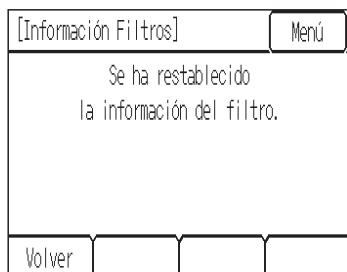 [Información Filtros]
Menú
Se ha restablecido
la información del filtro.
Volver